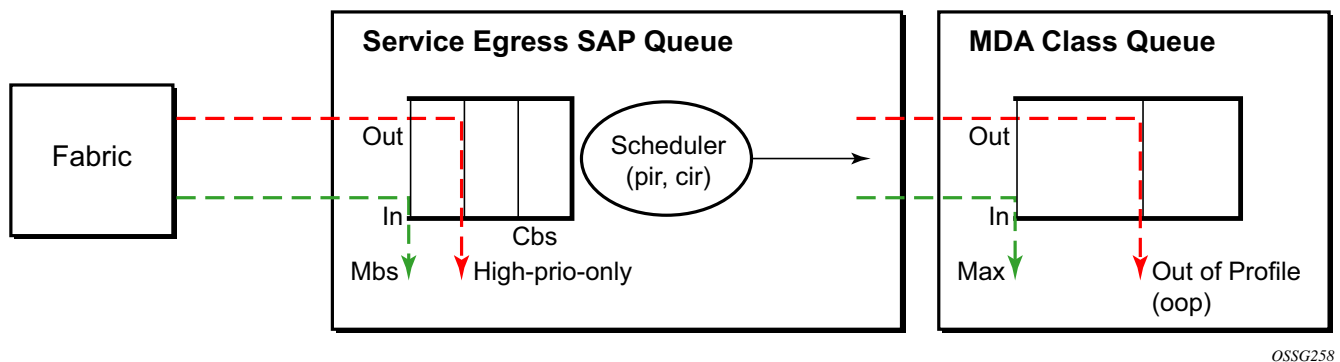 Service Egress SAP Queue
MDA Class Queue
Fabric
Out
In
Cbs
Mbs
High-prio-only
Scheduler
(pir, cir)
Out
In
Max
Out of Profile
(oop)
OSSG258